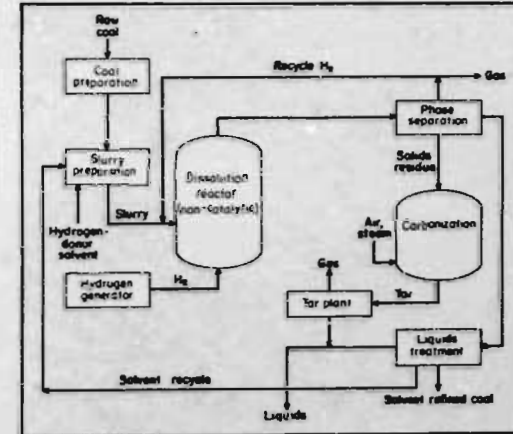 Raw
coal
Coal
preparation
Recycle H₂
Gas
Phase
separation
Slurry
preparation
Dissolution
reactor
(non-catalytic)
Solids
residue
Slurry
Air,
steam
Carbonization
Hydrogen-
donor
solvent
Gas
Hydrogen
generator
H₂
Tar plant
Tar
Liquids
treatment
Solvent recycle
Solvent refined coal
Liquids